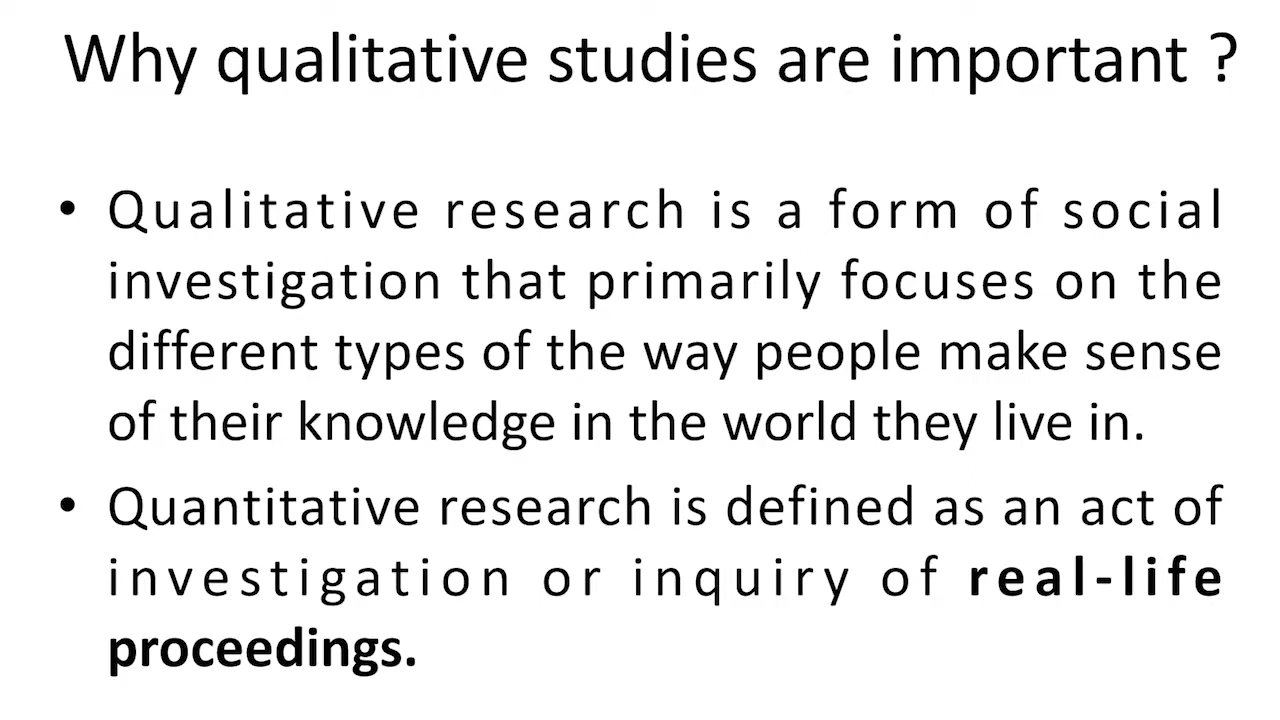 Why qualitative studies are important ?
• Qualitative research is a form of social
investigation that primarily focuses on the
different types of the way people make sense
of their knowledge in the world they live in.
• Quantitative research is defined as an act of
investigation or inquiry of real-life
proceedings.